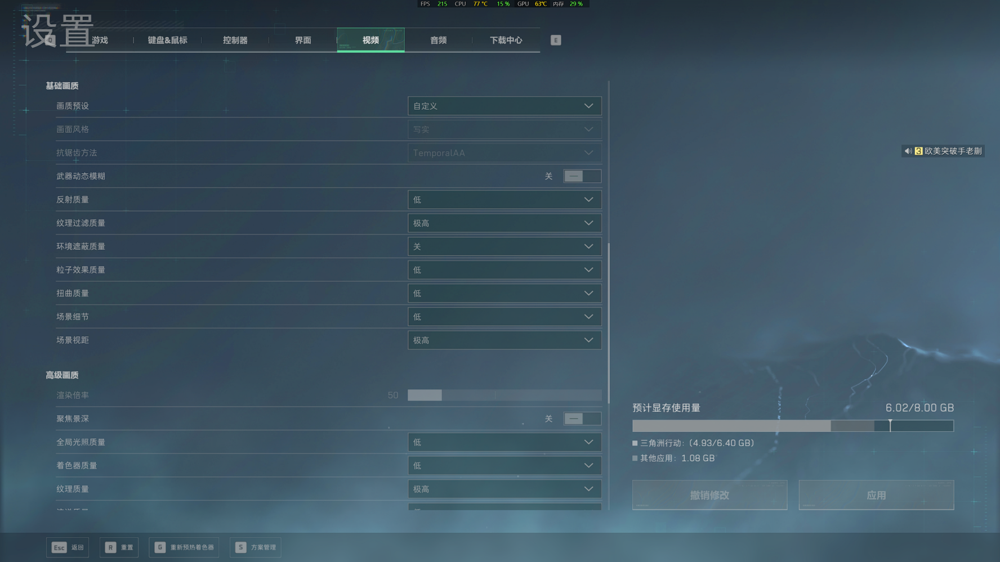 FPS 215 CPU 77 °C 15 % GPU 63°C 内存 29 %
设置
Q 游戏 键盘&鼠标 控制器 界面 视频 音频 下载中心 E
基础画质
画质预设 自定义
画面风格 写实
抗锯齿方法 TemporalAA
3 欧美突破手老蒯
武器动态模糊 关
反射质量 低
纹理过滤质量 极高
环境遮蔽质量 关
粒子效果质量 低
扭曲质量 低
场景细节 低
场景视距 极高
高级画质
渲染倍率 50
聚焦景深 关
全局光照质量 低
着色器质量 低
纹理质量 极高
预计显存使用量 6.02/8.00 GB
三角洲行动:(4.93/6.40 GB)
其他应用: 1.08 GB
撤销修改 应用
Esc 返回 R 重置 G 重新预热着色器 S 方案管理